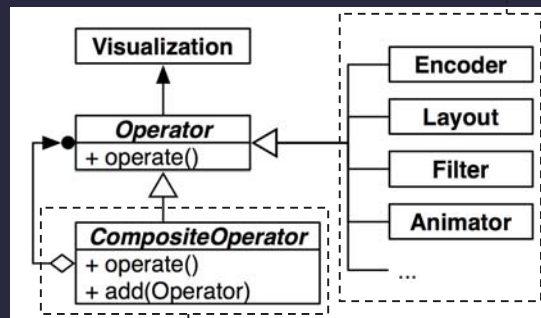 Visualization
Operator
+ operate()
CompositeOperator
+ operate()
+ add(Operator)
Encoder
Layout
Filter
Animator
...